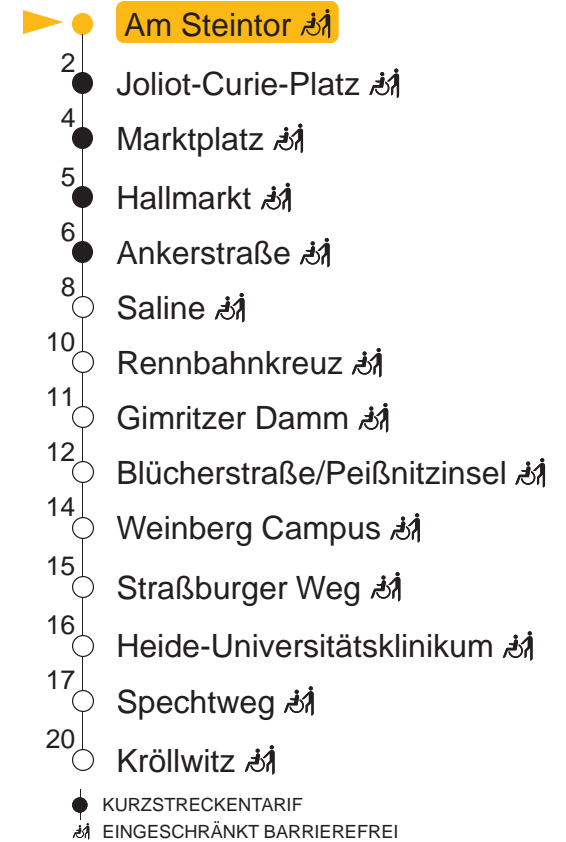 Am Steintor
2
Joliot-Curie-Platz
4
Marktplatz
5
Hallmarkt
6
Ankerstraße
8
Saline
10
Rennbahnkreuz
11
Gimritzer Damm
12
Blücherstraße/Peißnitzinsel
14
Weinberg Campus
15
Straßburger Weg
16
Heide-Universitätsklinikum
17
Spechtweg
20
Kröllwitz
KURZSTRECKENTARIF
EINGESCHRÄNKT BARRIEREFREI